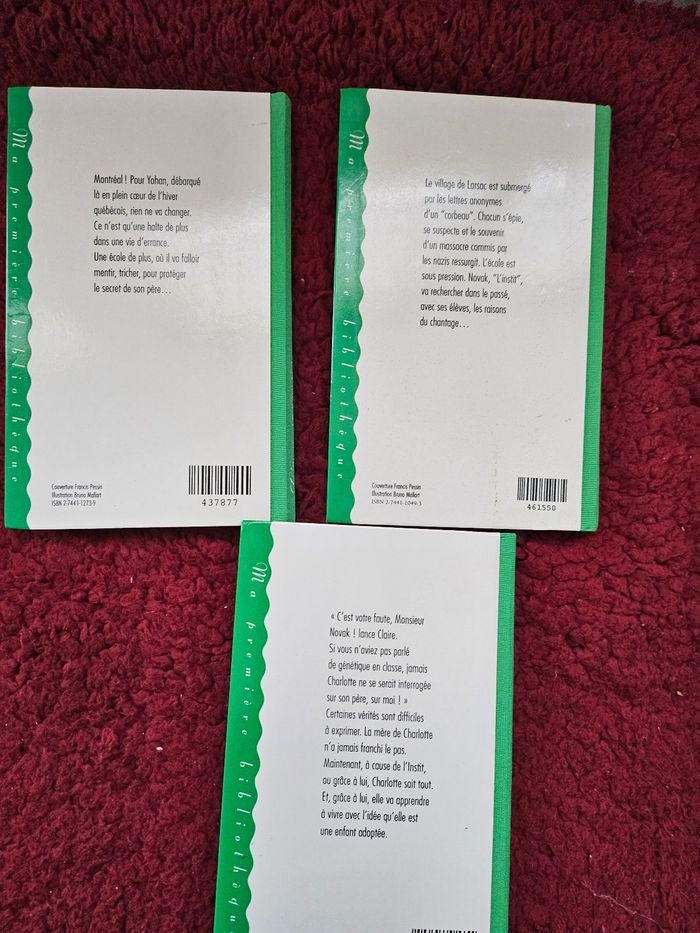 Ma première bibliothèque
Montréal ! Pour Yohan, débarqué
là en plein cœur de l'hiver
québécois, rien ne va changer.
Ce n'est qu'une halte de plus
dans une vie d'errance.
Une école de plus, où il va falloir
mentir, tricher, pour protéger
le secret de son père...
Couverture Francis Pessin
Illustration Bruno Mallart
ISBN 2-7441-1273-9
437877
Ma première bibliothèque
Le village de Larsac est submergé
par les lettres anonymes
d'un "corbeau". Chacun s'épie,
se suspecte et le souvenir
d'un massacre commis par
les nazis ressurgit. L'école est
sous pression. Novak, "L'instit",
va rechercher dans le passé,
avec ses élèves, les raisons
du chantage...
Couverture Francis Pessin
Illustration Bruno Mallart
ISBN 2-7441-1049-3
461550
Ma première bibliothèque
« C'est votre faute, Monsieur
Novak ! lance Claire.
Si vous n'aviez pas parlé
de génétique en classe, jamais
Charlotte ne se serait interrogée
sur son père, sur moi ! »
Certaines vérités sont difficiles
à exprimer. La mère de Charlotte
n'a jamais franchi le pas.
Maintenant, à cause de l'Instit,
ou grâce à lui, Charlotte sait tout.
Et, grâce à lui, elle va apprendre
à vivre avec l'idée qu'elle est
une enfant adoptée.